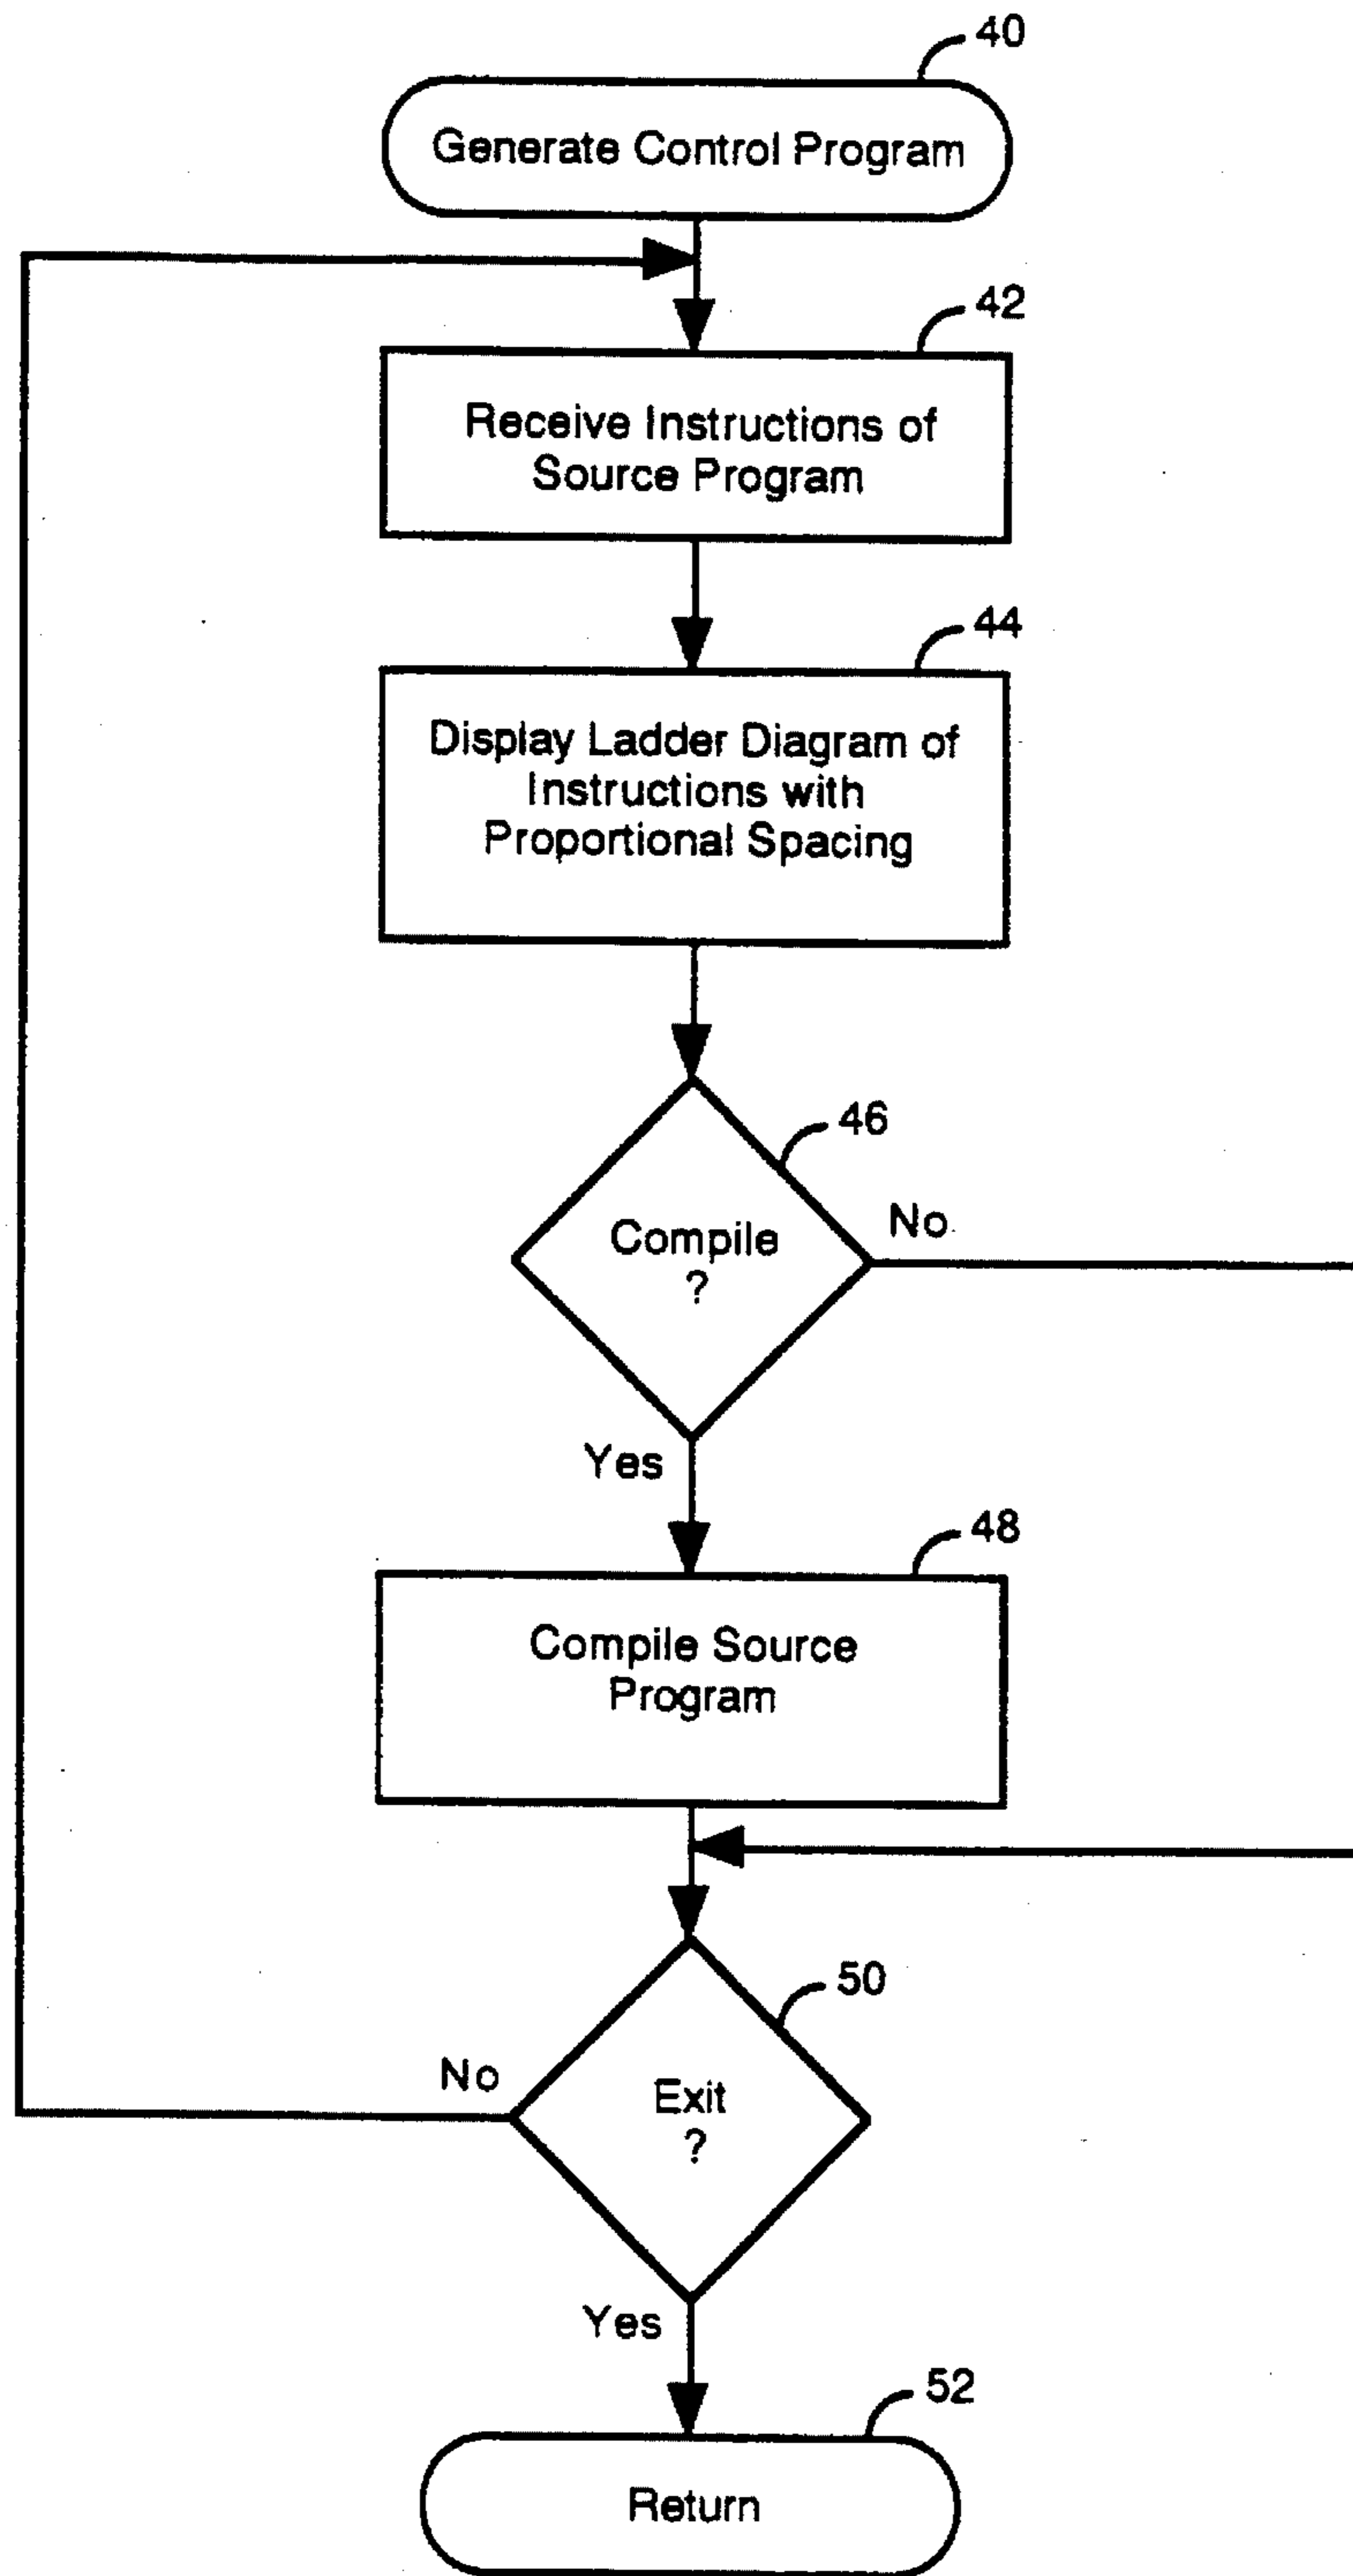 40
Generate Control Program
42
Receive Instructions of
Source Program
44
Display Ladder Diagram of
Instructions with
Proportional Spacing
46
Compile
?
No
Yes
48
Compile Source
Program
50
Exit
?
No
Yes
52
Return